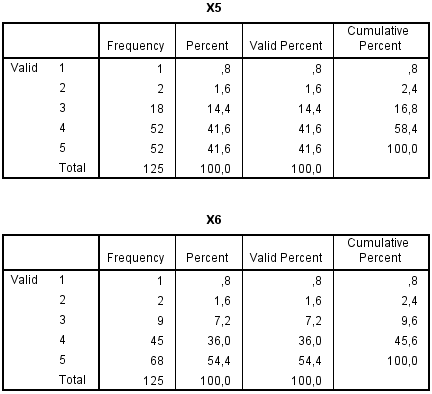 X5
Frequency Percent Valid Percent Cumulative Percent
Valid 1 1 ,8 ,8 ,8
2 2 1,6 1,6 2,4
3 18 14,4 14,4 16,8
4 52 41,6 41,6 58,4
5 52 41,6 41,6 100,0
Total 125 100,0 100,0
X6
Frequency Percent Valid Percent Cumulative Percent
Valid 1 1 ,8 ,8 ,8
2 2 1,6 1,6 2,4
3 9 7,2 7,2 9,6
4 45 36,0 36,0 45,6
5 68 54,4 54,4 100,0
Total 125 100,0 100,0